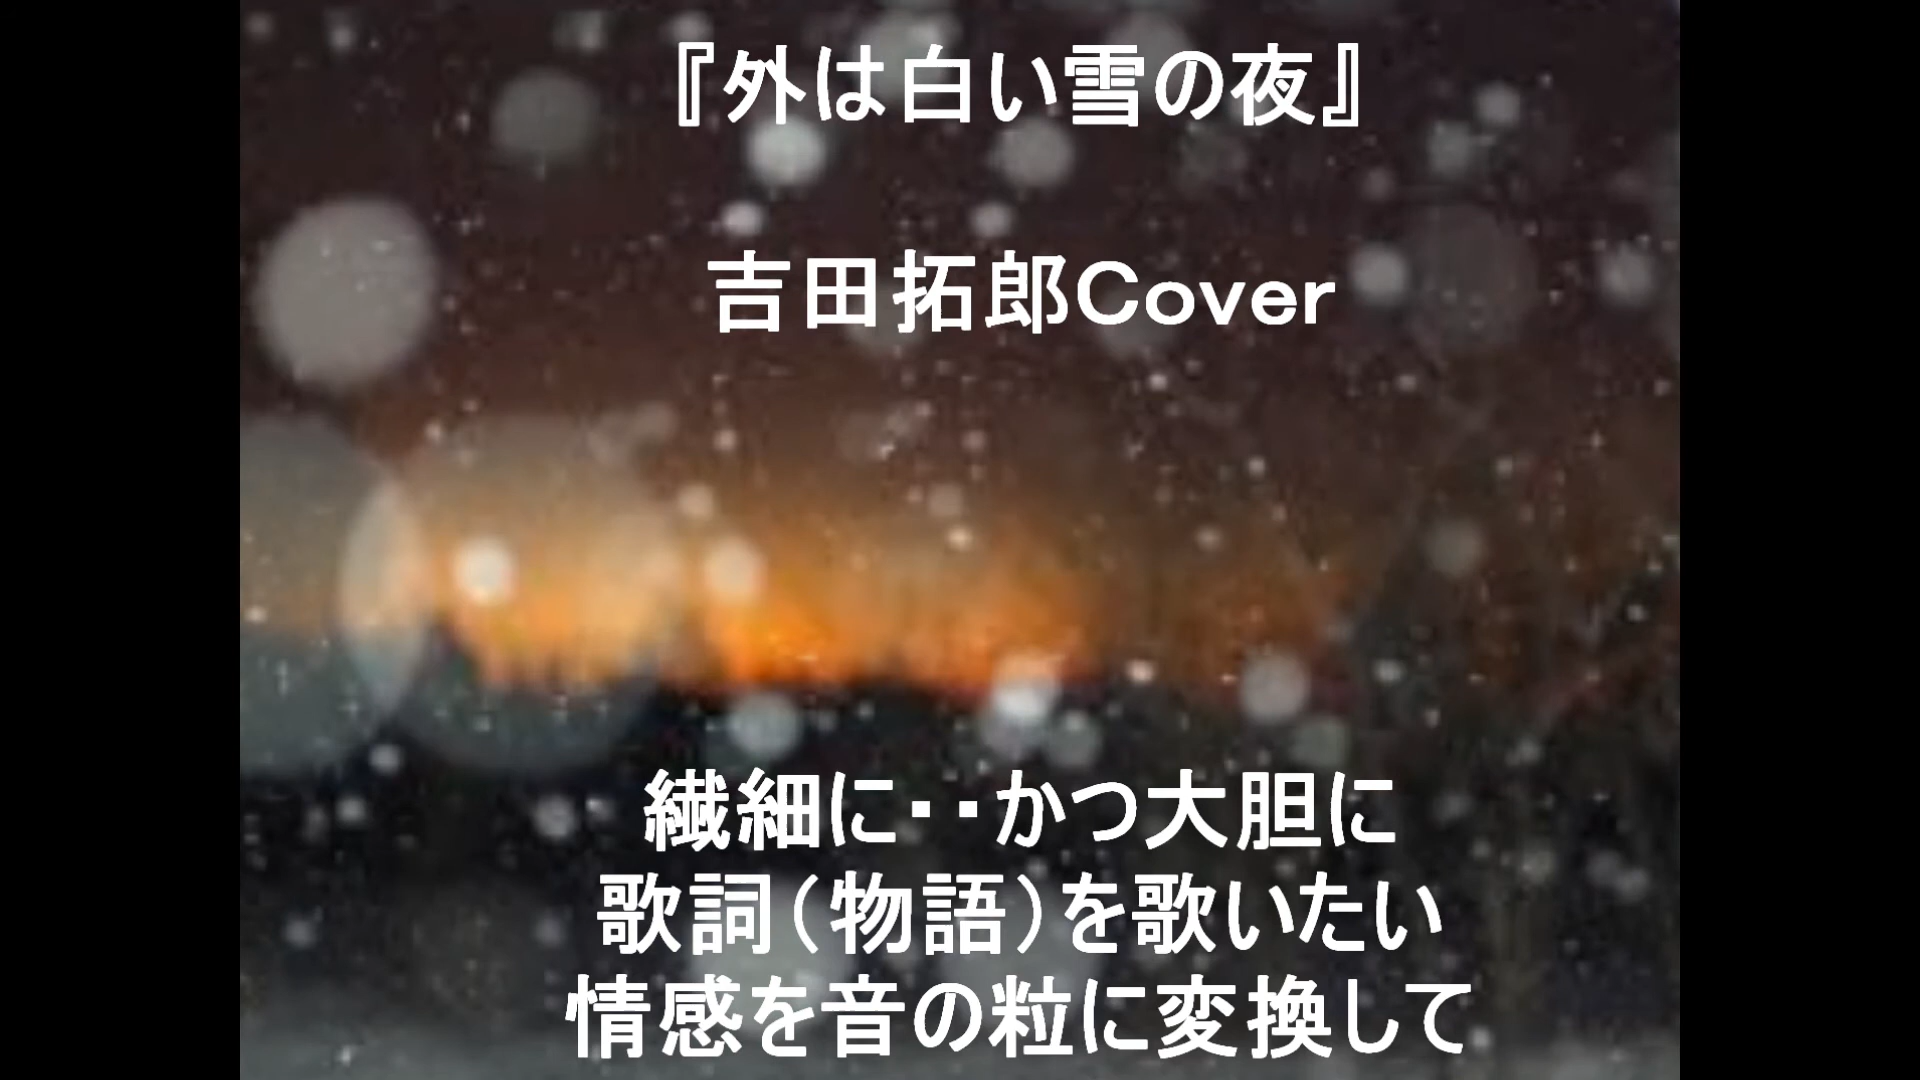 『外は白い雪の夜』
吉田拓郎Cover
繊細に・・かつ大胆に
歌詞（物語）を歌いたい
情感を音の粒に変換して